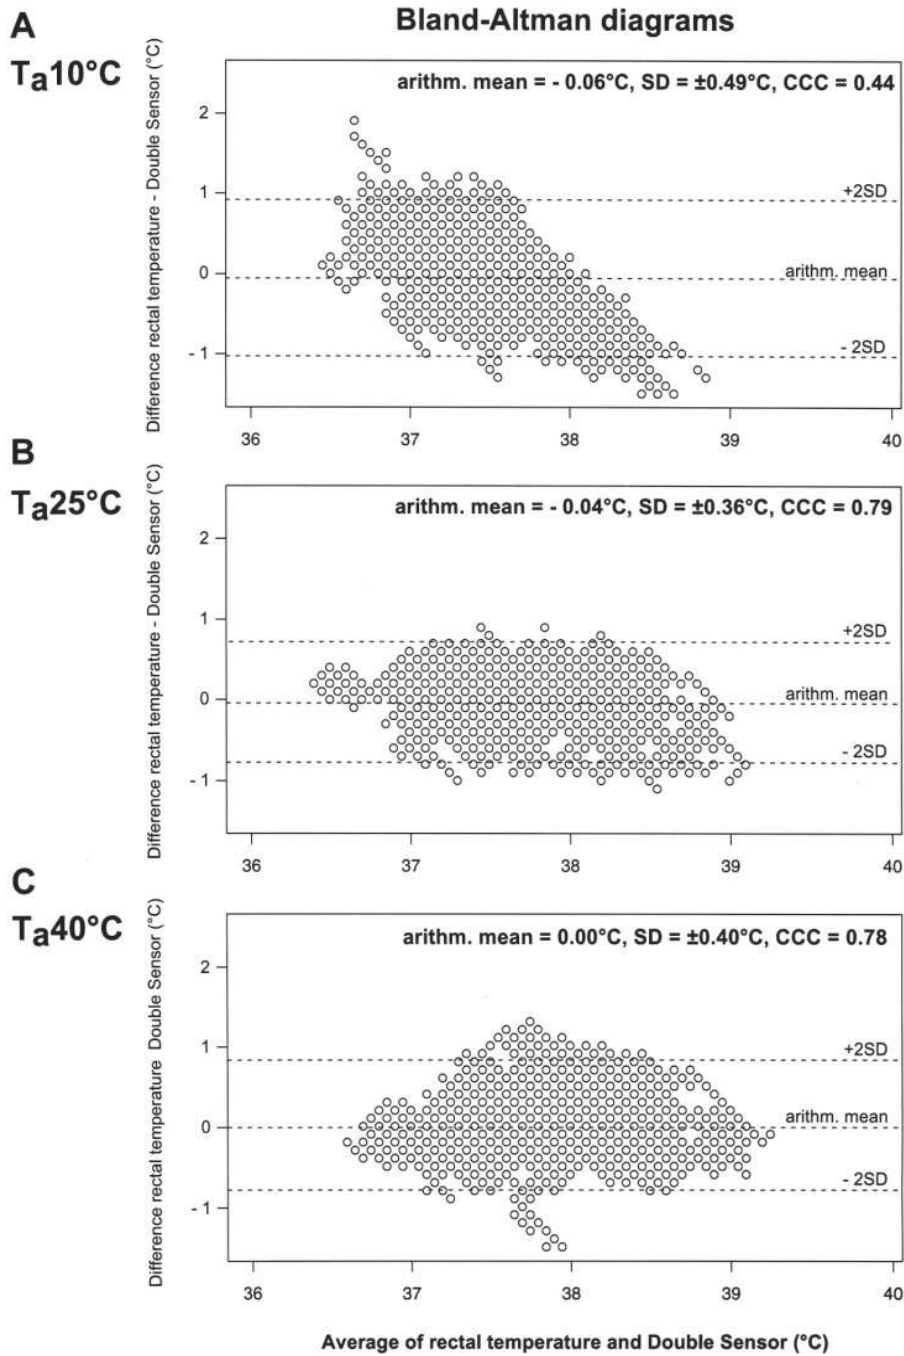 Bland-Altman diagrams
A
Ta10°C
Difference rectal temperature - Double Sensor (°C)
arithm. mean = - 0.06°C, SD = ±0.49°C, CCC = 0.44
2
1
0
- 1
+2SD
arithm. mean
- 2SD
36 37 38 39 40
B
Ta25°C
Difference rectal temperature - Double Sensor (°C)
arithm. mean = - 0.04°C, SD = ±0.36°C, CCC = 0.79
2
1
0
- 1
+2SD
arithm. mean
- 2SD
36 37 38 39 40
C
Ta40°C
Difference rectal temperature Double Sensor (°C)
arithm. mean = 0.00°C, SD = ±0.40°C, CCC = 0.78
2
1
0
- 1
+2SD
arithm. mean
- 2SD
36 37 38 39 40
Average of rectal temperature and Double Sensor (°C)